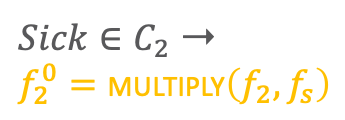 Sick ∈ C₂ →
f₂⁰ = MULTIPLY(f₂, fₛ)